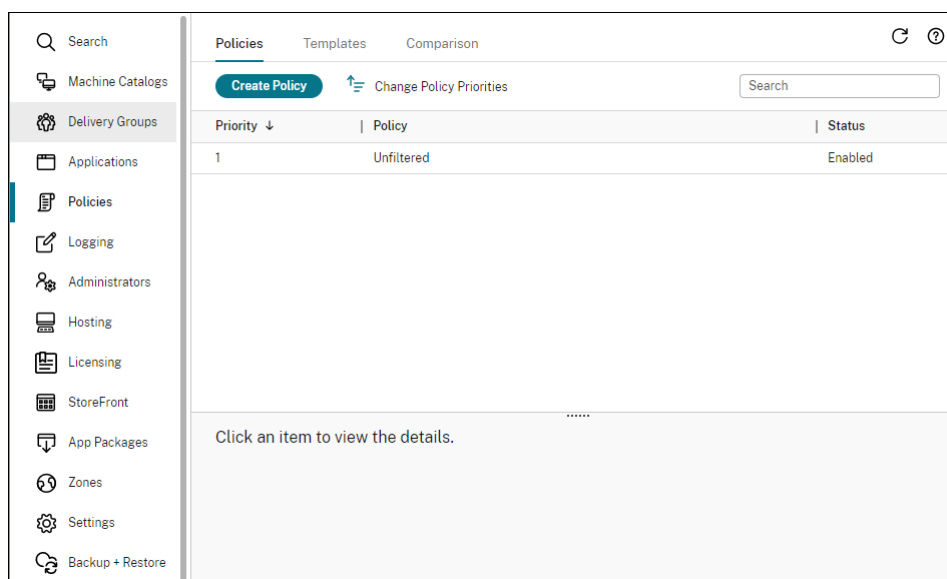 Search
Machine Catalogs
Delivery Groups
Applications
Policies
Logging
Administrators
Hosting
Licensing
StoreFront
App Packages
Zones
Settings
Backup + Restore
Policies Templates Comparison
Create Policy Change Policy Priorities Search
Priority ↓ | Policy | Status
1 Unfiltered Enabled
Click an item to view the details.